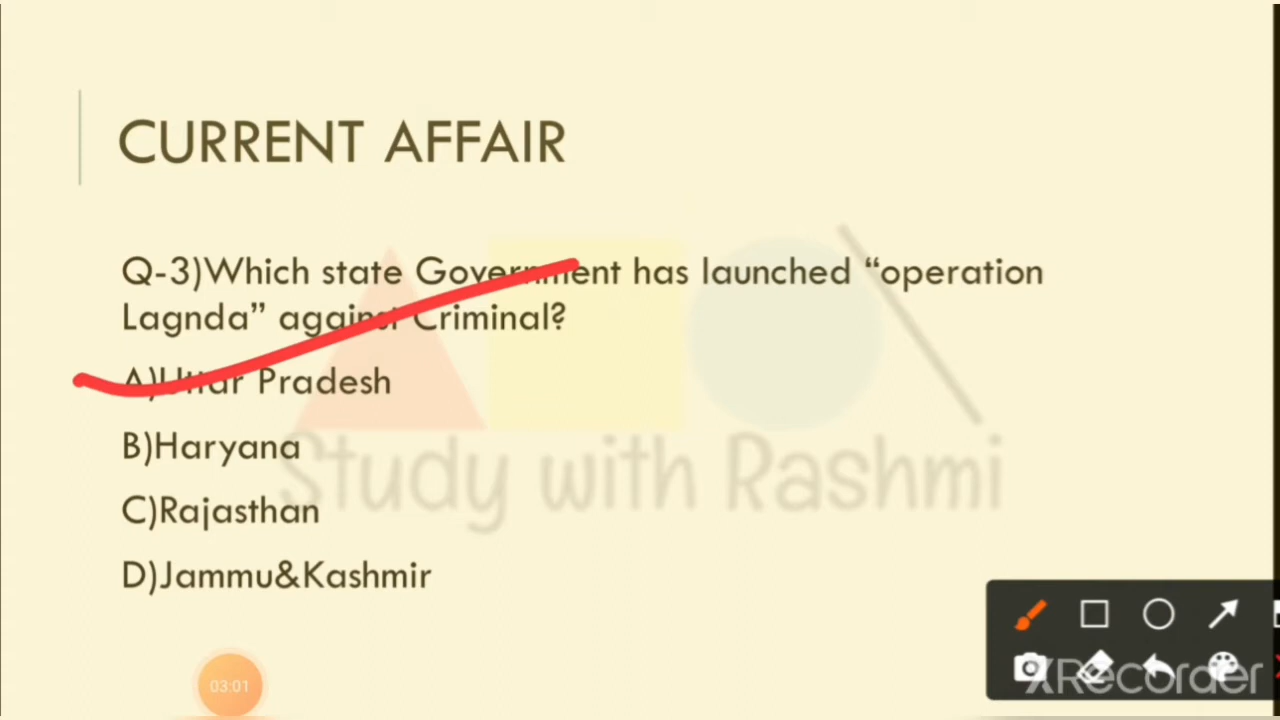 CURRENT AFFAIR
Q-3)Which state Government has launched “operation
Lagnda” against Criminal?
A)Uttar Pradesh
B)Haryana
C)Rajasthan
D)Jammu&Kashmir
Study with Rashmi
03:01
XRecorder